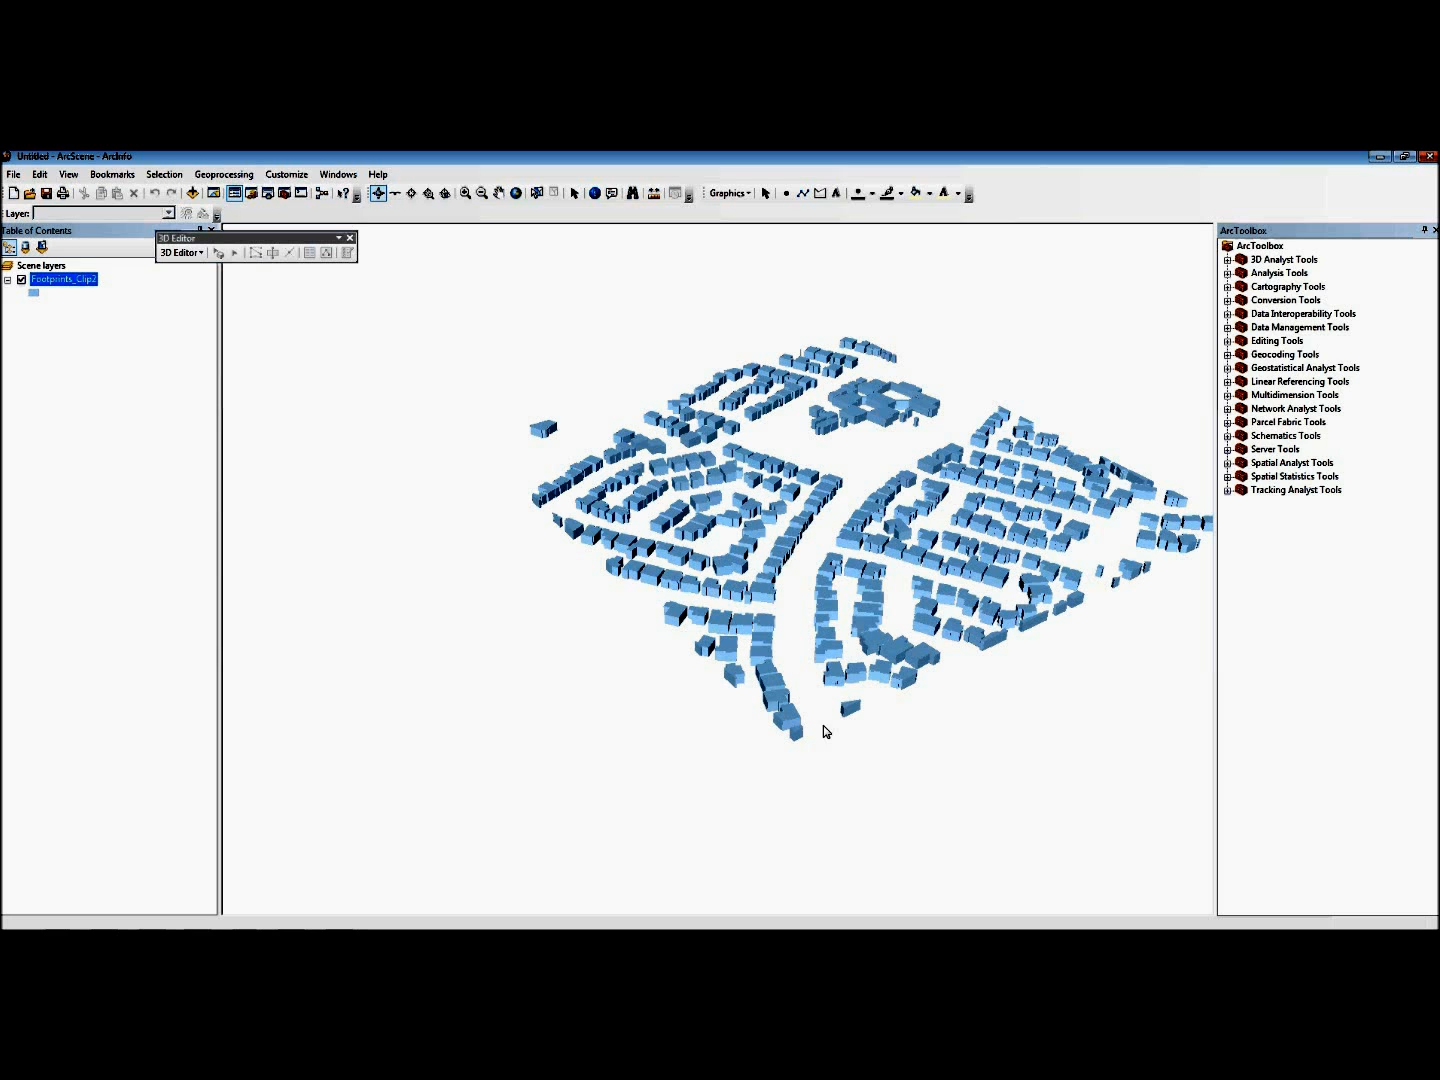 Untitled - ArcScene - ArcInfo
File Edit View Bookmarks Selection Geoprocessing Customize Windows Help
Graphics
Layer:
Table of Contents
3D Editor
3D Editor
Scene layers
Footprints_Clip2
ArcToolbox
ArcToolbox
3D Analyst Tools
Analysis Tools
Cartography Tools
Conversion Tools
Data Interoperability Tools
Data Management Tools
Editing Tools
Geocoding Tools
Geostatistical Analyst Tools
Linear Referencing Tools
Multidimension Tools
Network Analyst Tools
Parcel Fabric Tools
Schematics Tools
Server Tools
Spatial Analyst Tools
Spatial Statistics Tools
Tracking Analyst Tools